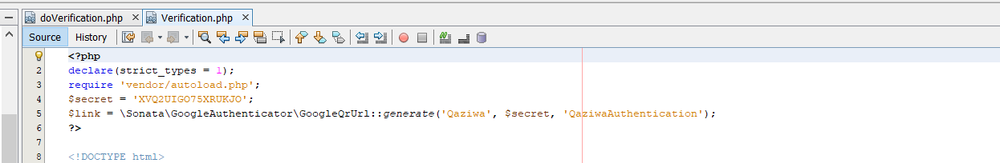 doVerification.php Verification.php
Source History
<?php
2 declare(strict_types = 1);
3 require 'vendor/autoload.php';
4 $secret = 'XVQ2UIGO75XRUKJO';
5 $link = \Sonata\GoogleAuthenticator\GoogleQrUrl::generate('Qaziwa', $secret, 'QaziwaAuthentication');
6 ?>
7
8 <!DOCTYPE html>